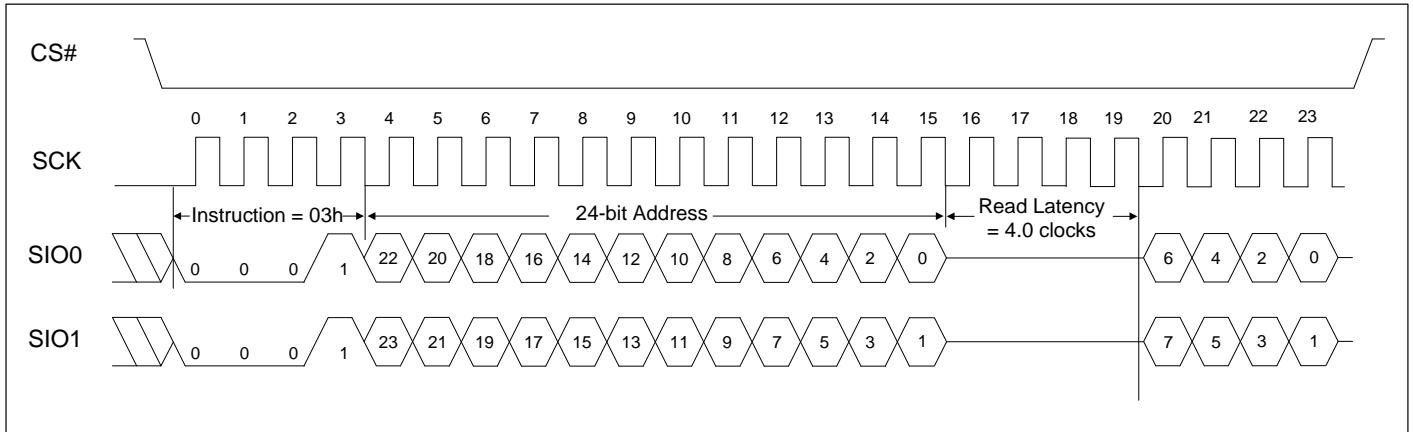 CS#
0 1 2 3 4 5 6 7 8 9 10 11 12 13 14 15 16 17 18 19 20 21 22 23
SCK
Instruction = 03h
24-bit Address
Read Latency
= 4.0 clocks
SIO0
0 0 0 1 22 20 18 16 14 12 10 8 6 4 2 0 6 4 2 0
SIO1
0 0 0 1 23 21 19 17 15 13 11 9 7 5 3 1 7 5 3 1